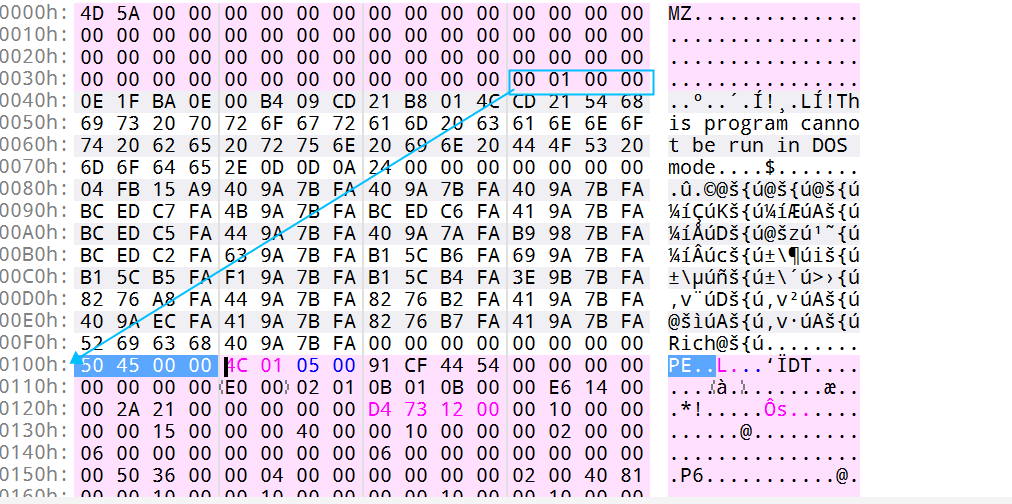 0000h: 4D 5A 00 00 00 00 00 00 00 00 00 00 00 00 00 00 MZ..............
0010h: 00 00 00 00 00 00 00 00 00 00 00 00 00 00 00 00 ................
0020h: 00 00 00 00 00 00 00 00 00 00 00 00 00 00 00 00 ................
0030h: 00 00 00 00 00 00 00 00 00 00 00 00 00 01 00 00 ................
0040h: 0E 1F BA 0E 00 B4 09 CD 21 B8 01 4C CD 21 54 68 ..º..´.Í!¸.LÍ!Th
0050h: 69 73 20 70 72 6F 67 72 61 6D 20 63 61 6E 6E 6F is program canno
0060h: 74 20 62 65 20 72 75 6E 20 69 6E 20 44 4F 53 20 t be run in DOS
0070h: 6D 6F 64 65 2E 0D 0D 0A 24 00 00 00 00 00 00 00 mode....$.......
0080h: 04 FB 15 A9 40 9A 7B FA 40 9A 7B FA 40 9A 7B FA .û.©@š{ú@š{ú@š{ú
0090h: BC ED C7 FA 4B 9A 7B FA BC ED C6 FA 41 9A 7B FA ¼íÇúKš{ú¼íÆúAš{ú
00A0h: BC ED C5 FA 44 9A 7B FA 40 9A 7A FA B9 98 7B FA ¼íÅúDš{ú@šzú¹˜{ú
00B0h: BC ED C2 FA 63 9A 7B FA B1 5C B6 FA 69 9A 7B FA ¼íÂúcš{ú±\¶úiš{ú
00C0h: B1 5C B5 FA F1 9A 7B FA B1 5C B4 FA 3E 9B 7B FA ±\µúñš{ú±\´ú>›{ú
00D0h: 82 76 A8 FA 44 9A 7B FA 82 76 B2 FA 41 9A 7B FA ‚v¨úDš{ú‚v²úAš{ú
00E0h: 40 9A EC FA 41 9A 7B FA 82 76 B7 FA 41 9A 7B FA @šìúAš{ú‚v·úAš{ú
00F0h: 52 69 63 68 40 9A 7B FA 00 00 00 00 00 00 00 00 Rich@š{ú........
0100h: 50 45 00 00 4C 01 05 00 91 CF 44 54 00 00 00 00 PE..L...‘ÏDT....
0110h: 00 00 00 00 E0 00 02 01 0B 01 0B 00 00 E6 14 00 ....à........æ..
0120h: 00 2A 21 00 00 00 00 00 D4 73 12 00 00 10 00 00 .*!.....Ôs......
0130h: 00 00 15 00 00 00 40 00 00 10 00 00 00 02 00 00 ......@.........
0140h: 06 00 00 00 00 00 00 00 06 00 00 00 00 00 00 00 ................
0150h: 00 50 36 00 00 04 00 00 00 00 00 00 02 00 40 81 .P6...........@.